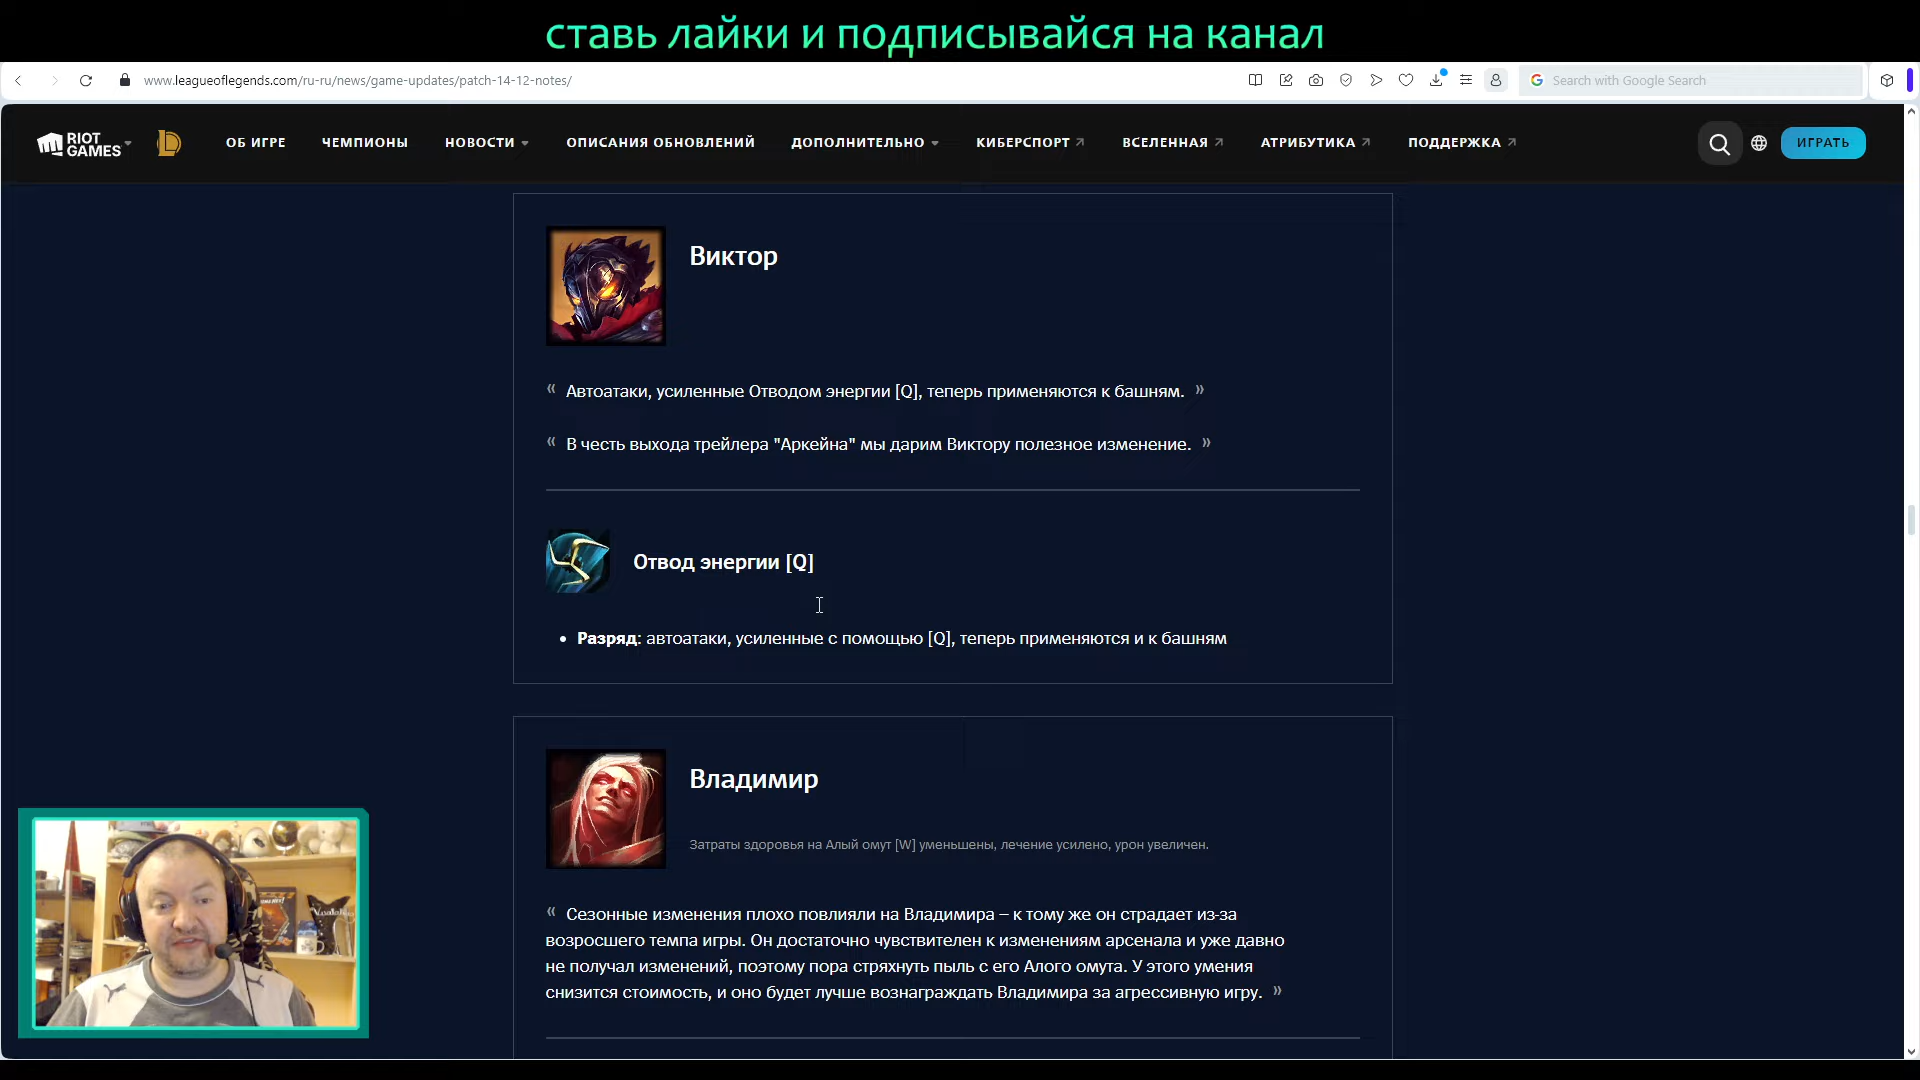 ставь лайки и подписывайся на канал
www.leagueoflegends.com/ru-ru/news/game-updates/patch-14-12-notes/
Search with Google Search
RIOT GAMES
ОБ ИГРЕ
ЧЕМПИОНЫ
НОВОСТИ
ОПИСАНИЯ ОБНОВЛЕНИЙ
ДОПОЛНИТЕЛЬНО
КИБЕРСПОРТ
ВСЕЛЕННАЯ
АТРИБУТИКА
ПОДДЕРЖКА
ИГРАТЬ
Виктор
« Автоатаки, усиленные Отводом энергии [Q], теперь применяются к башням. »
« В честь выхода трейлера "Аркейна" мы дарим Виктору полезное изменение. »
Отвод энергии [Q]
• Разряд: автоатаки, усиленные с помощью [Q], теперь применяются и к башням
Владимир
Затраты здоровья на Алый омут [W] уменьшены, лечение усилено, урон увеличен.
« Сезонные изменения плохо повлияли на Владимира – к тому же он страдает из-за
возросшего темпа игры. Он достаточно чувствителен к изменениям арсенала и уже давно
не получал изменений, поэтому пора стряхнуть пыль с его Алого омута. У этого умения
снизится стоимость, и оно будет лучше вознаграждать Владимира за агрессивную игру. »